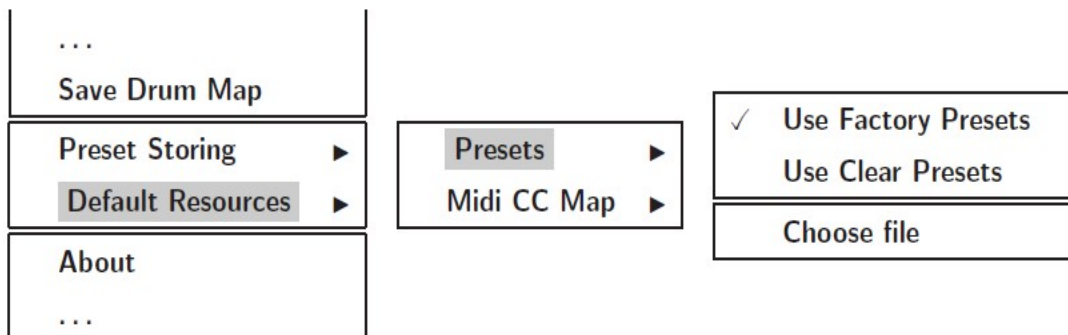 ...
Save Drum Map
Preset Storing ▶
Default Resources ▶
About
...
Presets ▶
Midi CC Map ▶
✓ Use Factory Presets
Use Clear Presets
Choose file